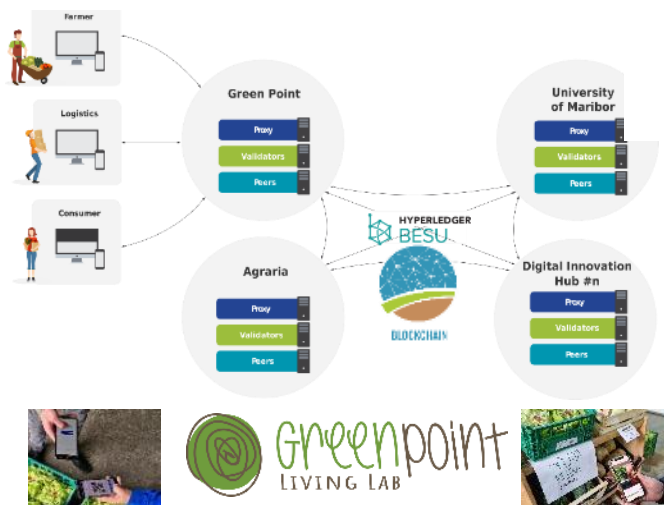 Farmer
Logistics
Consumer
Green Point
Proxy
Validators
Peers
University
of Maribor
Proxy
Validators
Peers
HYPERLEDGER
BESU
BLOCKCHAIN
Agraria
Proxy
Validators
Peers
Digital Innovation
Hub #n
Proxy
Validators
Peers
Greenpoint
LIVING LAB